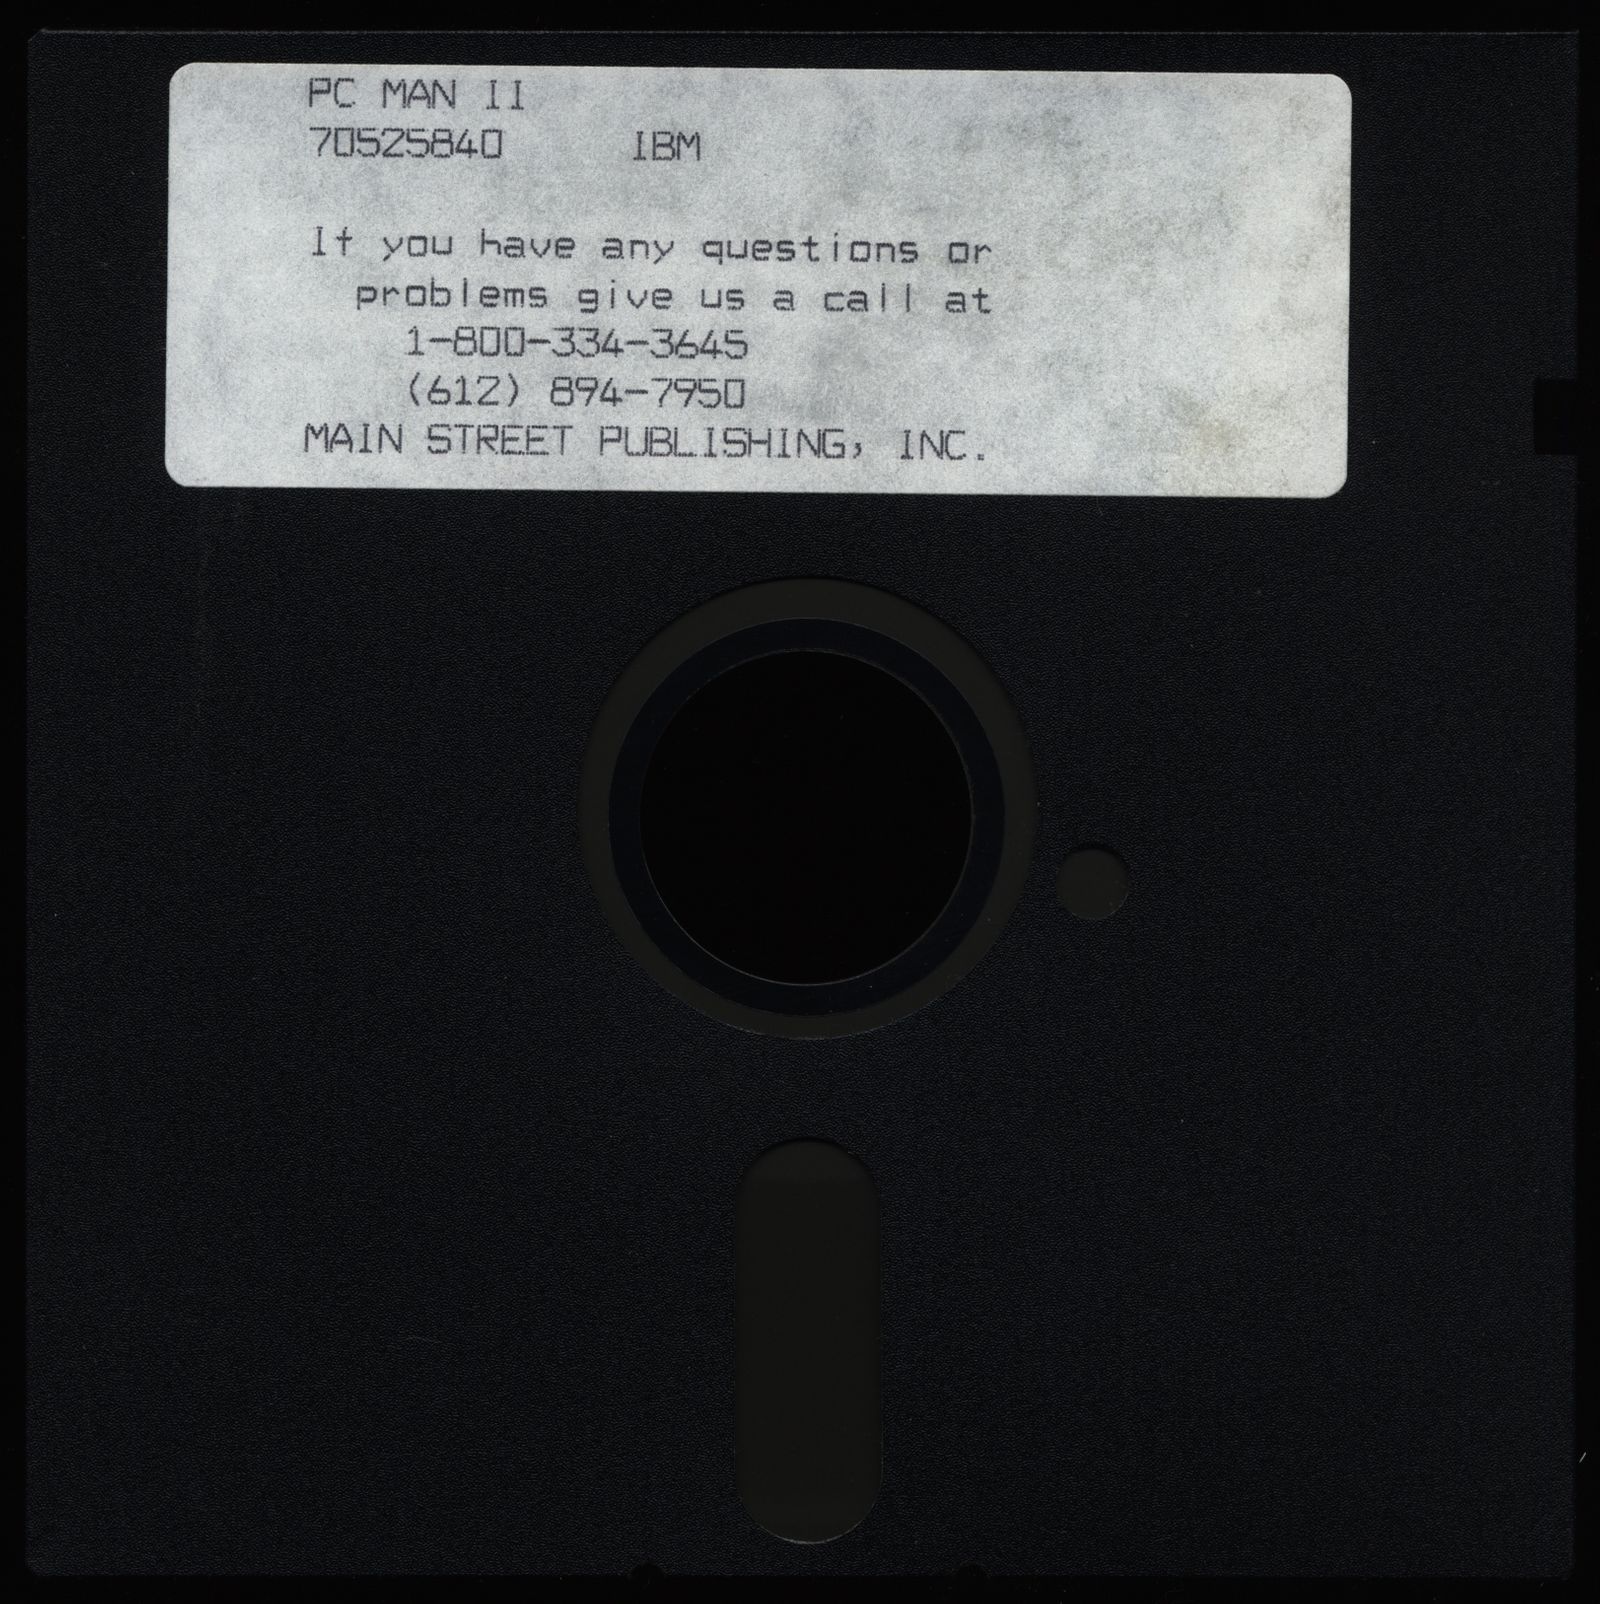 PC MAN II
70525840 IBM
If you have any questions or
problems give us a call at
1-800-334-3645
(612) 894-7950
MAIN STREET PUBLISHING, INC.